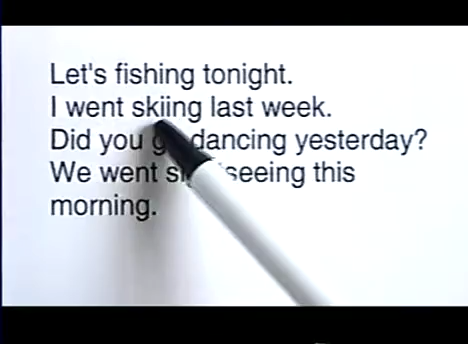 Let's fishing tonight.
I went skiing last week.
Did you dancing yesterday?
We went this
morning.